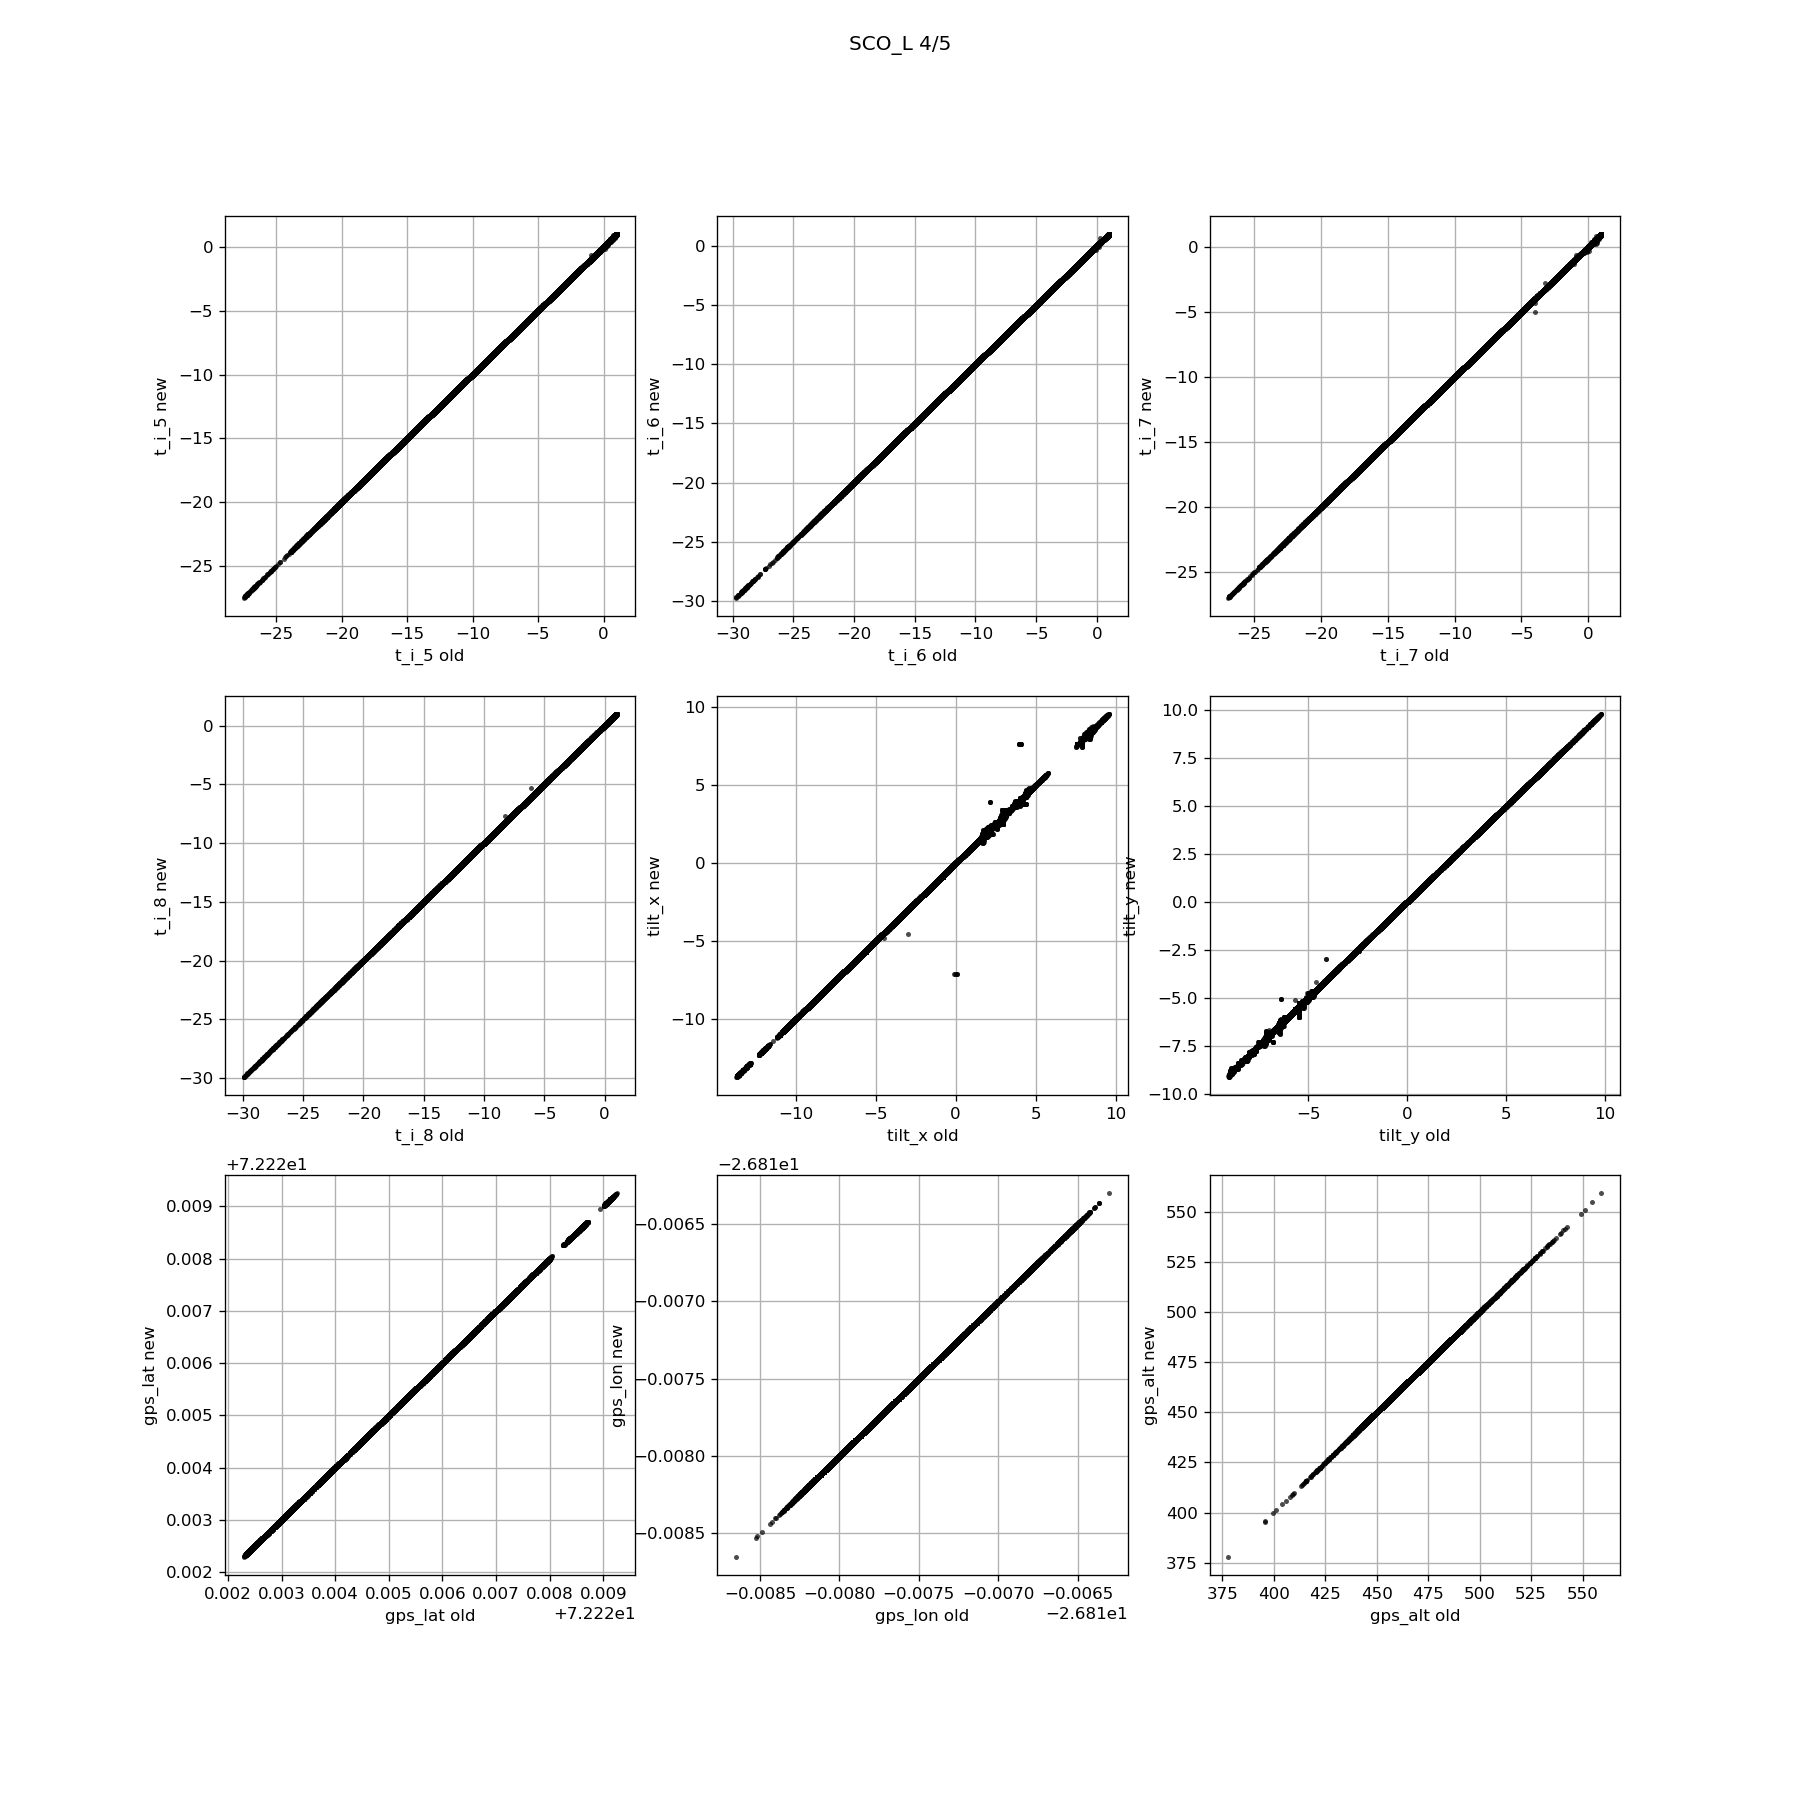 SCO_L 4/5
0
−5
−10
−15
−20
−25
t_i_5 new
−25 −20 −15 −10 −5 0
t_i_5 old
0
−5
−10
−15
−20
−25
−30
t_i_6 new
−30 −25 −20 −15 −10 −5 0
t_i_6 old
0
−5
−10
−15
−20
−25
t_i_7 new
−25 −20 −15 −10 −5 0
t_i_7 old
0
−5
−10
−15
−20
−25
−30
t_i_8 new
−30 −25 −20 −15 −10 −5 0
t_i_8 old
10
5
0
−5
−10
tilt_x new
−10 −5 0 5 10
tilt_x old
10.0
7.5
5.0
2.5
0.0
−2.5
−5.0
−7.5
−10.0
tilt_y new
−5 0 5 10
tilt_y old
+7.222e1
0.009
0.008
0.007
0.006
0.005
0.004
0.003
0.002
gps_lat new
0.002 0.003 0.004 0.005 0.006 0.007 0.008 0.009
gps_lat old
+7.222e1
−2.681e1
−0.0065
−0.0070
−0.0075
−0.0080
−0.0085
gps_lon new
−0.0085 −0.0080 −0.0075 −0.0070 −0.0065
gps_lon old
−2.681e1
550
525
500
475
450
425
400
375
gps_alt new
375 400 425 450 475 500 525 550
gps_alt old